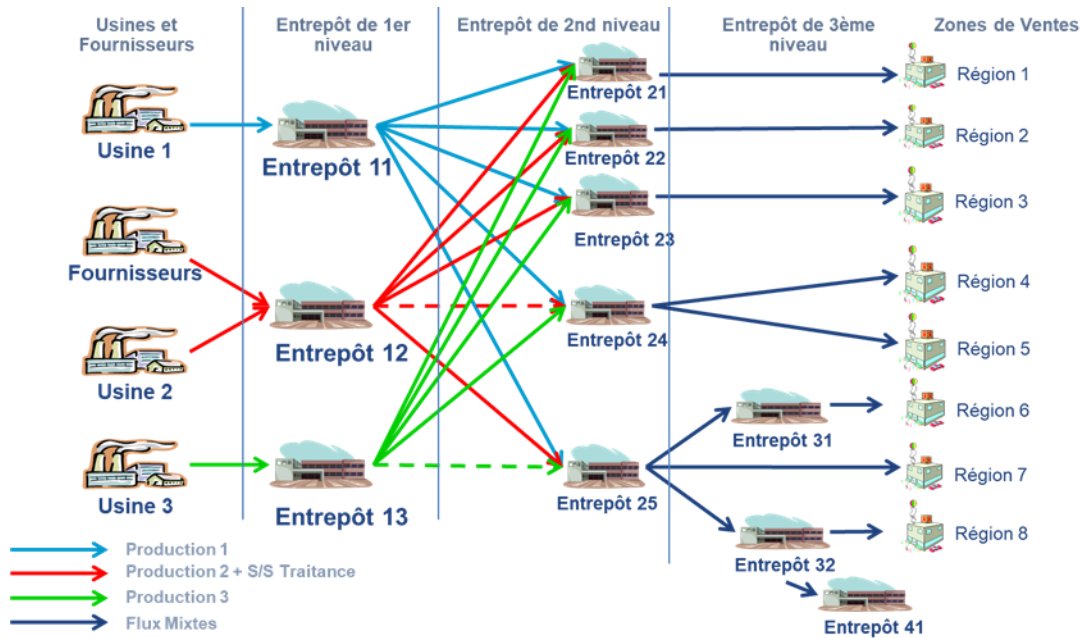 Usines et
Fournisseurs
Entrepôt de 1er
niveau
Entrepôt de 2nd niveau
Entrepôt de 3ème
niveau
Zones de Ventes
Usine 1
Fournisseurs
Usine 2
Usine 3
Entrepôt 11
Entrepôt 12
Entrepôt 13
Entrepôt 21
Entrepôt 22
Entrepôt 23
Entrepôt 24
Entrepôt 25
Entrepôt 31
Entrepôt 32
Entrepôt 41
Région 1
Région 2
Région 3
Région 4
Région 5
Région 6
Région 7
Région 8
Production 1
Production 2 + S/S Traitance
Production 3
Flux Mixtes